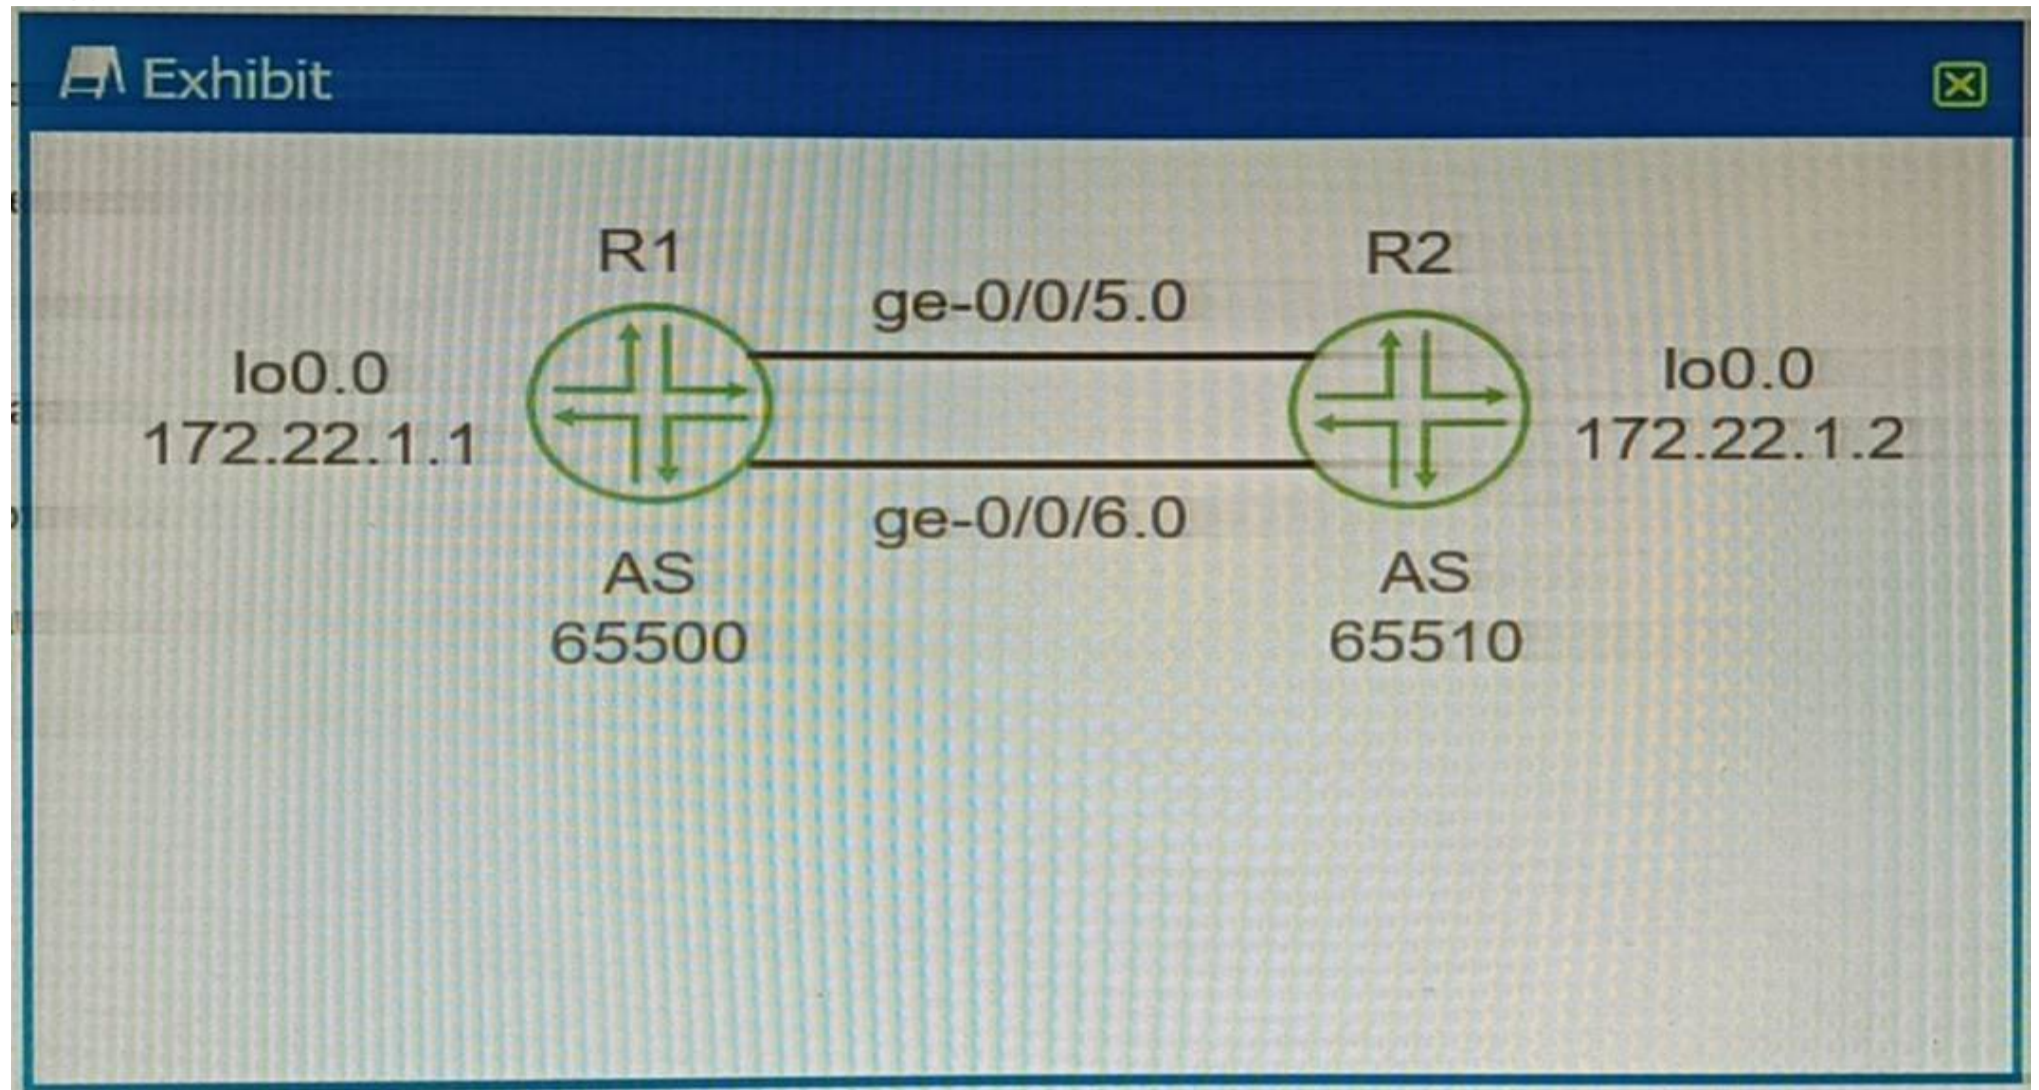 Exhibit
R1
R2
ge-0/0/5.0
lo0.0
172.22.1.1
lo0.0
172.22.1.2
ge-0/0/6.0
AS
65500
AS
65510